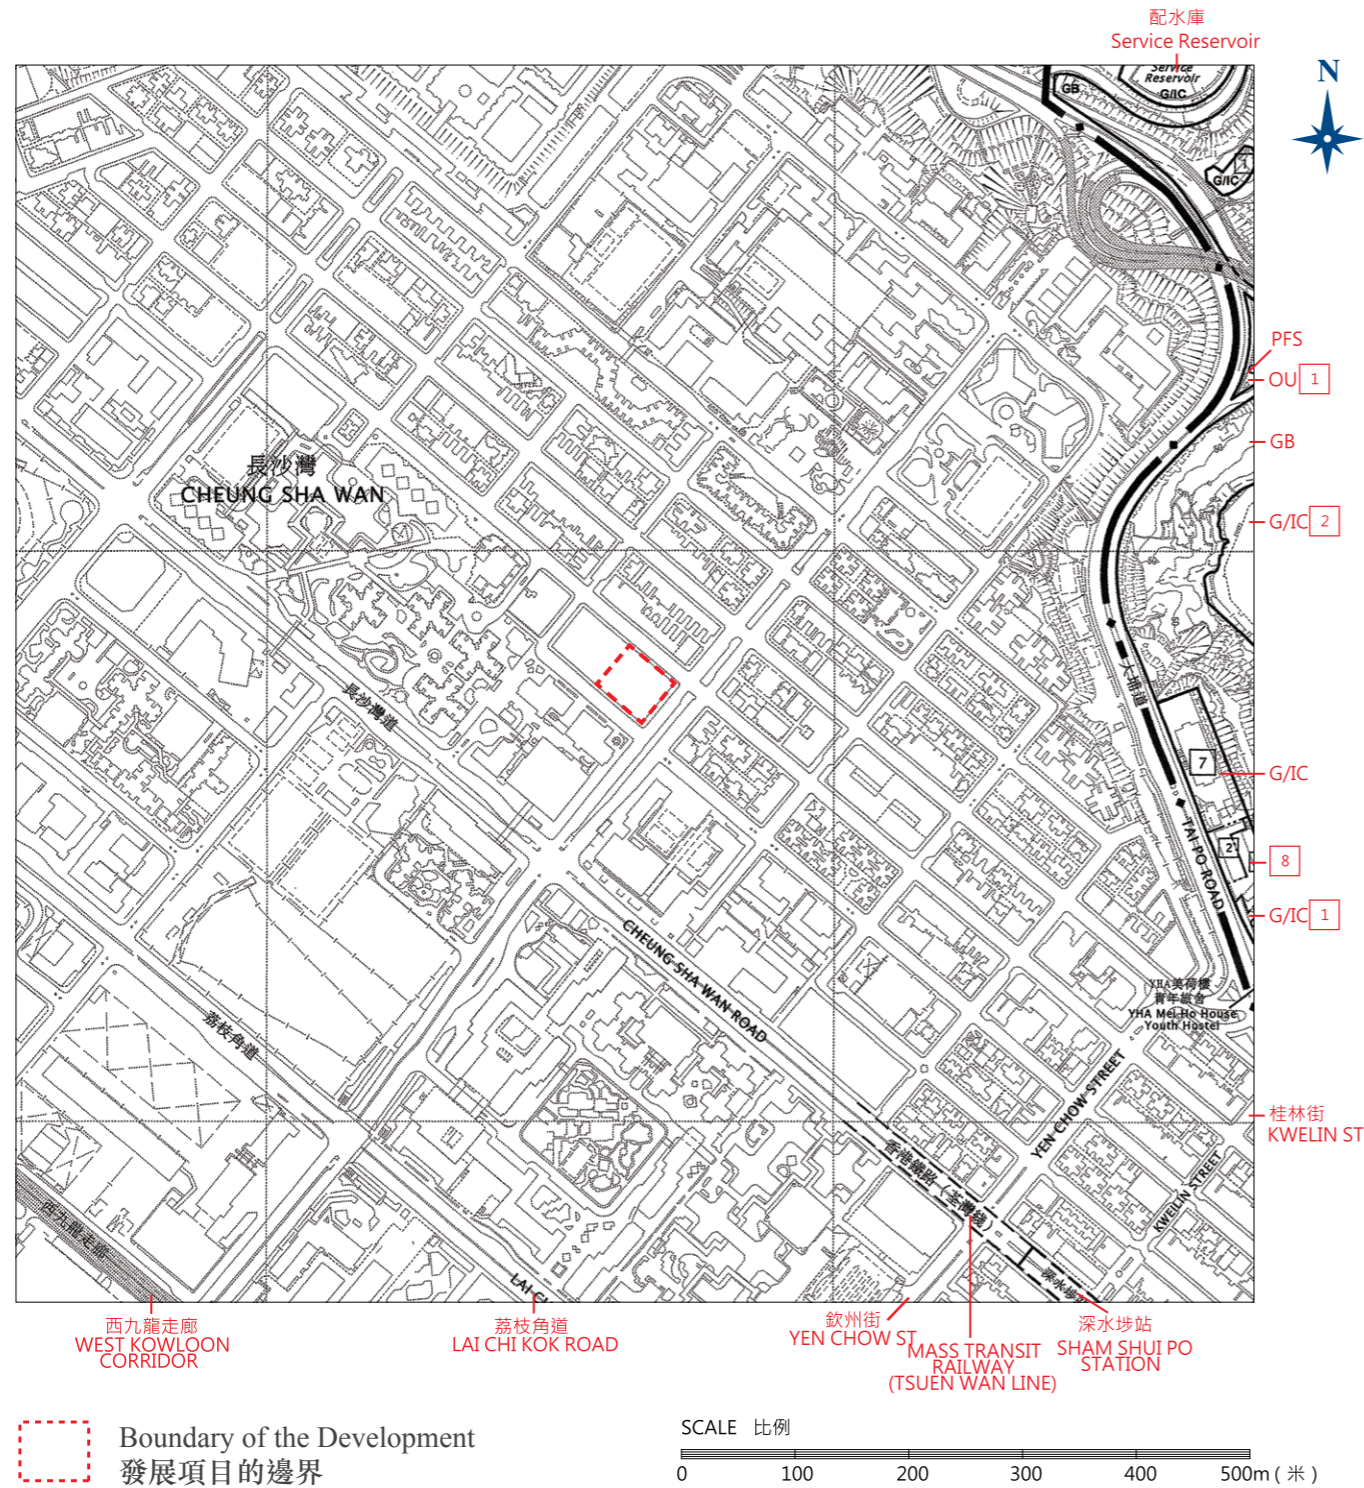 配水庫
Service Reservoir
N
Service
Reservoir
G/IC
GB
G/IC
PFS
OU 1
GB
長沙灣
CHEUNG SHA WAN
G/IC 2
大埔道
長沙灣道
7
G/IC
TAI PO ROAD
2
8
G/IC 1
CHEUNG SHA WAN ROAD
YHA美荷樓
青年旅舍
YHA Mei Ho House
Youth Hostel
荔枝角道
YEN CHOW STREET
桂林街
KWELIN ST
香港鐵路（荃灣綫）
KWEILIN STREET
西九龍走廊
LAI CH
深水埗
西九龍走廊
WEST KOWLOON
CORRIDOR
荔枝角道
LAI CHI KOK ROAD
欽州街
YEN CHOW ST
MASS TRANSIT
RAILWAY
(TSUEN WAN LINE)
深水埗站
SHAM SHUI PO
STATION
Boundary of the Development
發展項目的邊界
SCALE 比例
0 100 200 300 400 500m ( 米 )